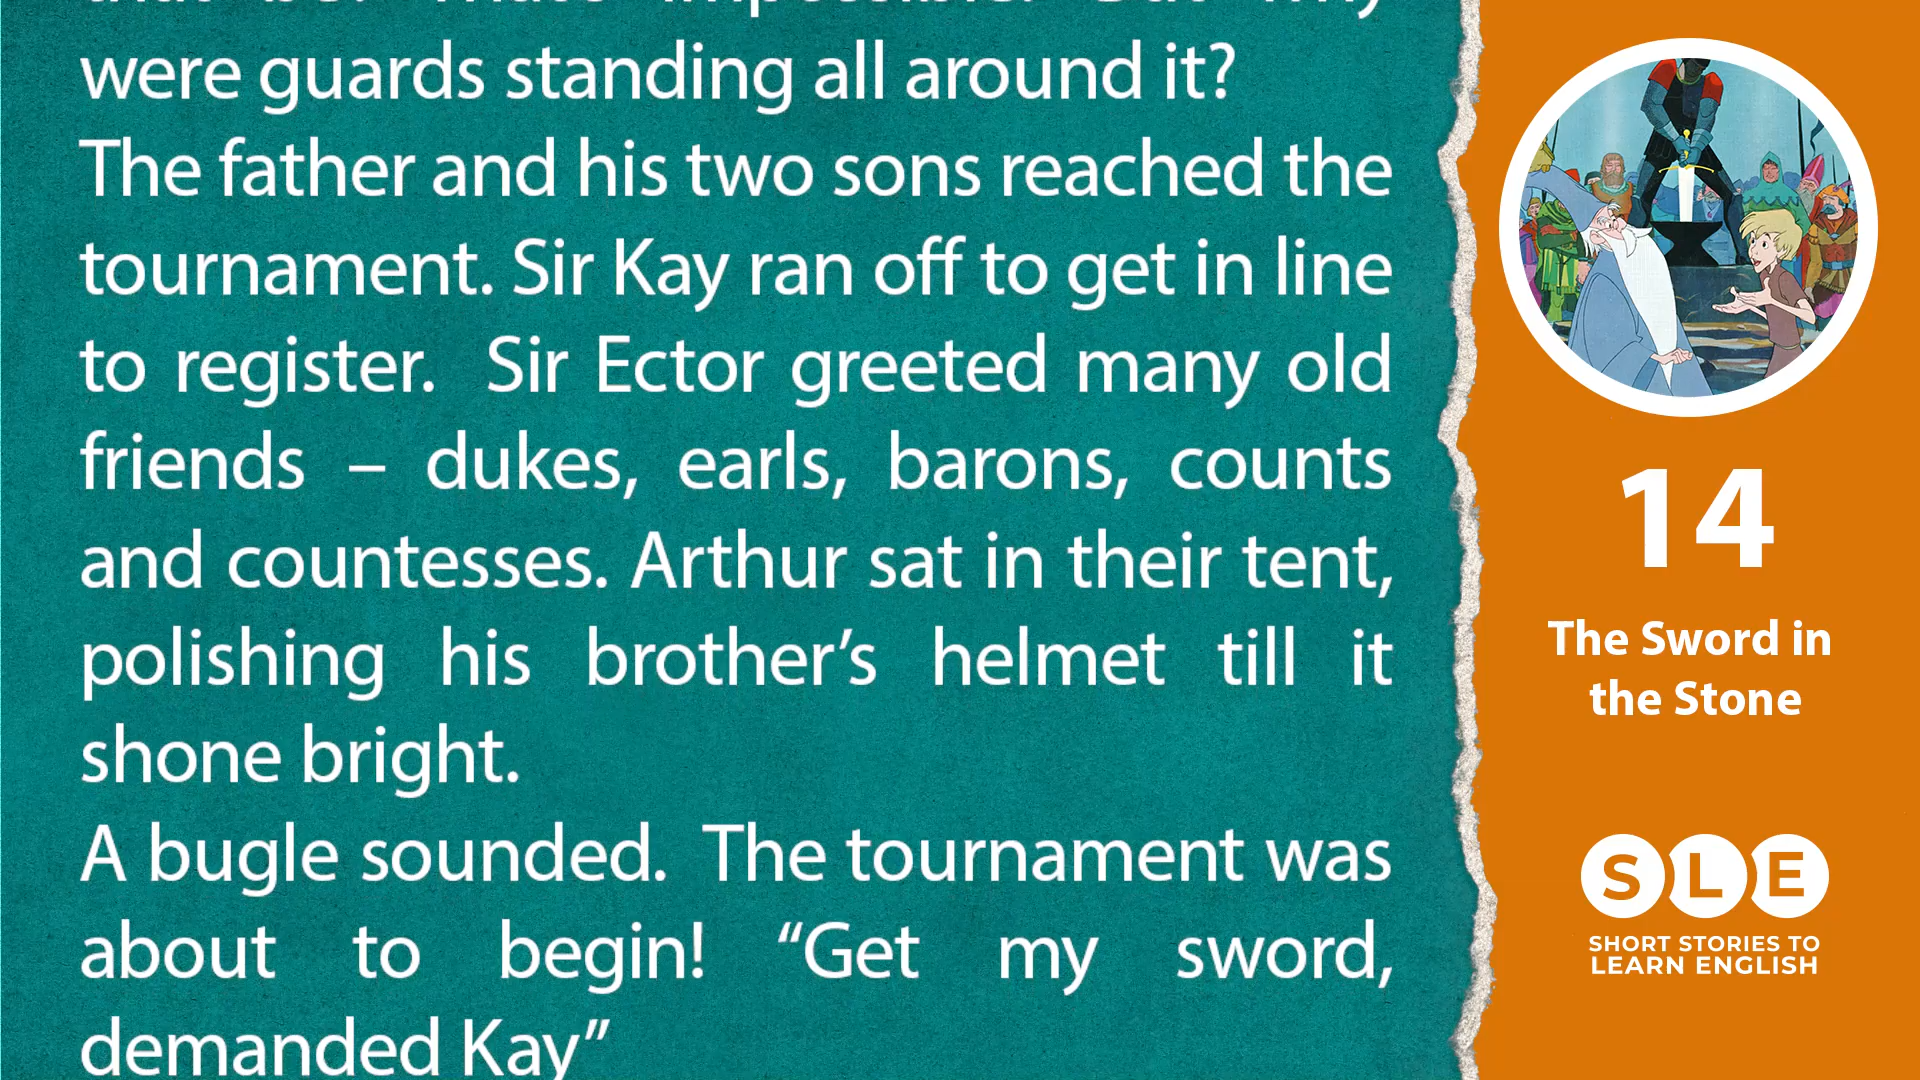 were guards standing all around it?
The father and his two sons reached the
tournament. Sir Kay ran off to get in line
to register. Sir Ector greeted many old
friends – dukes, earls, barons, counts
and countesses. Arthur sat in their tent,
polishing his brother’s helmet till it
shone bright.
A bugle sounded. The tournament was
about to begin! “Get my sword,
demanded Kay”
14
The Sword in
the Stone
SLE
SHORT STORIES TO
LEARN ENGLISH